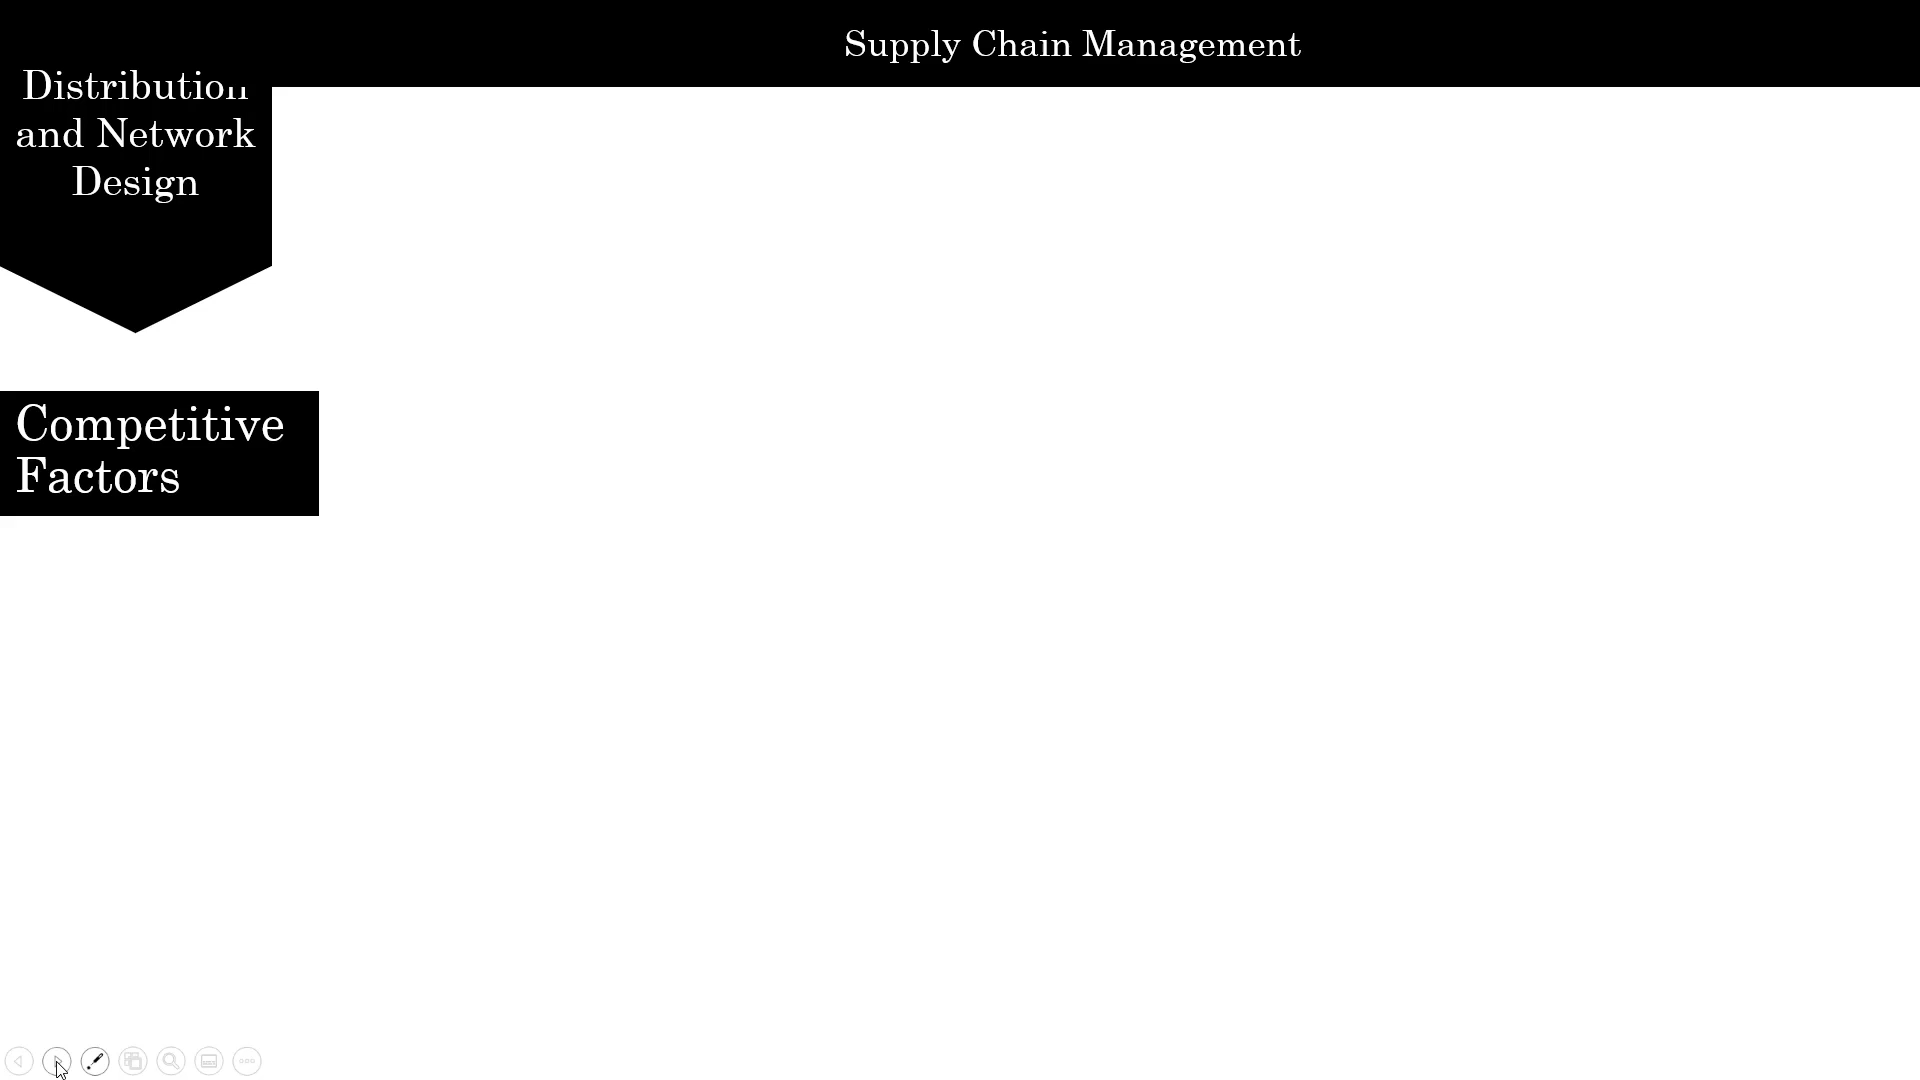 Supply Chain Management
Distribution
and Network
Design
Competitive
Factors